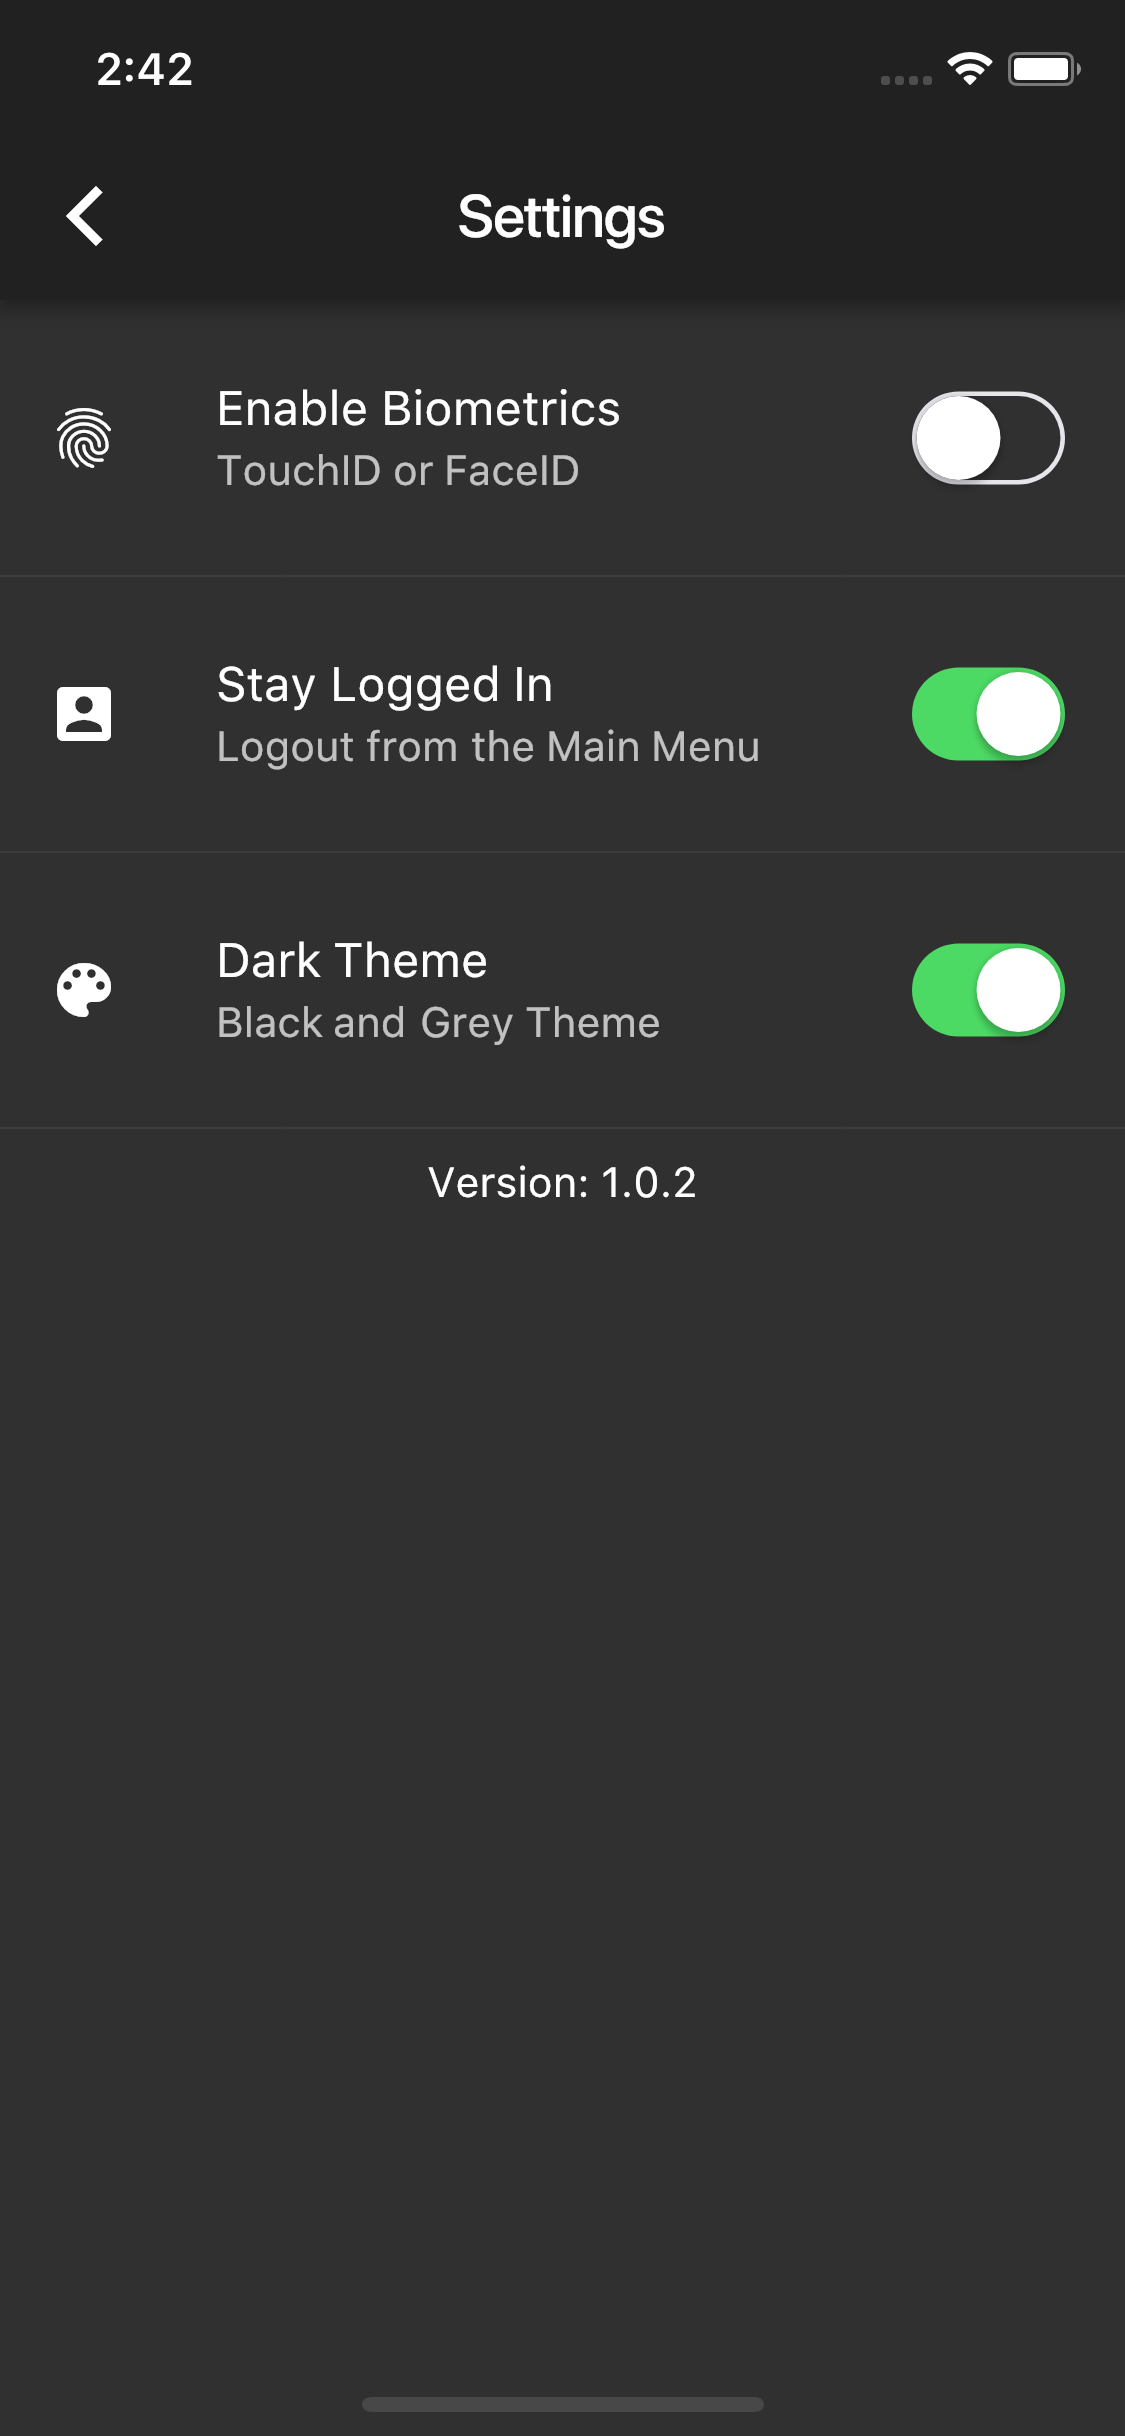 2:42
Settings
Enable Biometrics
TouchID or FaceID
Stay Logged In
Logout from the Main Menu
Dark Theme
Black and Grey Theme
Version: 1.0.2